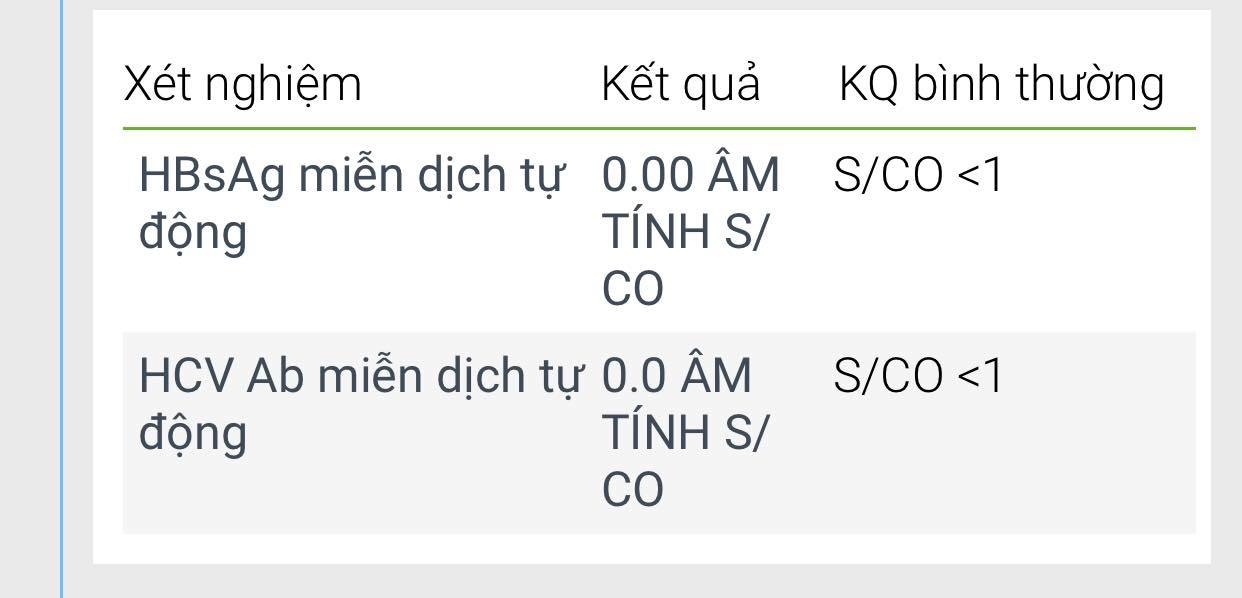 Xét nghiệm Kết quả KQ bình thường
HBsAg miễn dịch tự 0.00 ÂM S/CO <1
động TÍNH S/
CO
HCV Ab miễn dịch tự 0.0 ÂM S/CO <1
động TÍNH S/
CO